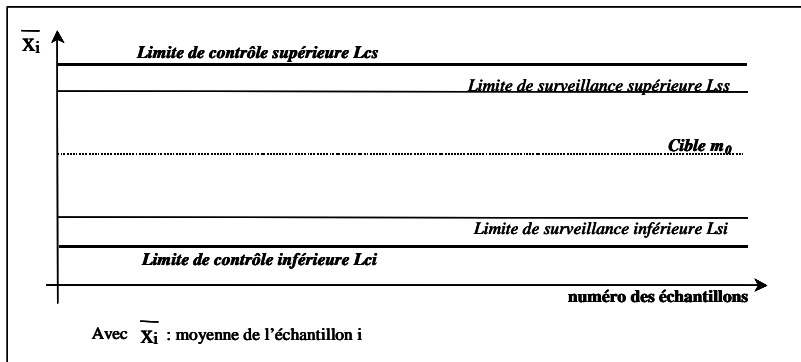 X̅i
Limite de contrôle supérieure Lcs
Limite de surveillance supérieure Lss
Cible m₀
Limite de surveillance inférieure Lsi
Limite de contrôle inférieure Lci
numéro des échantillons
Avec X̅i : moyenne de l'échantillon i